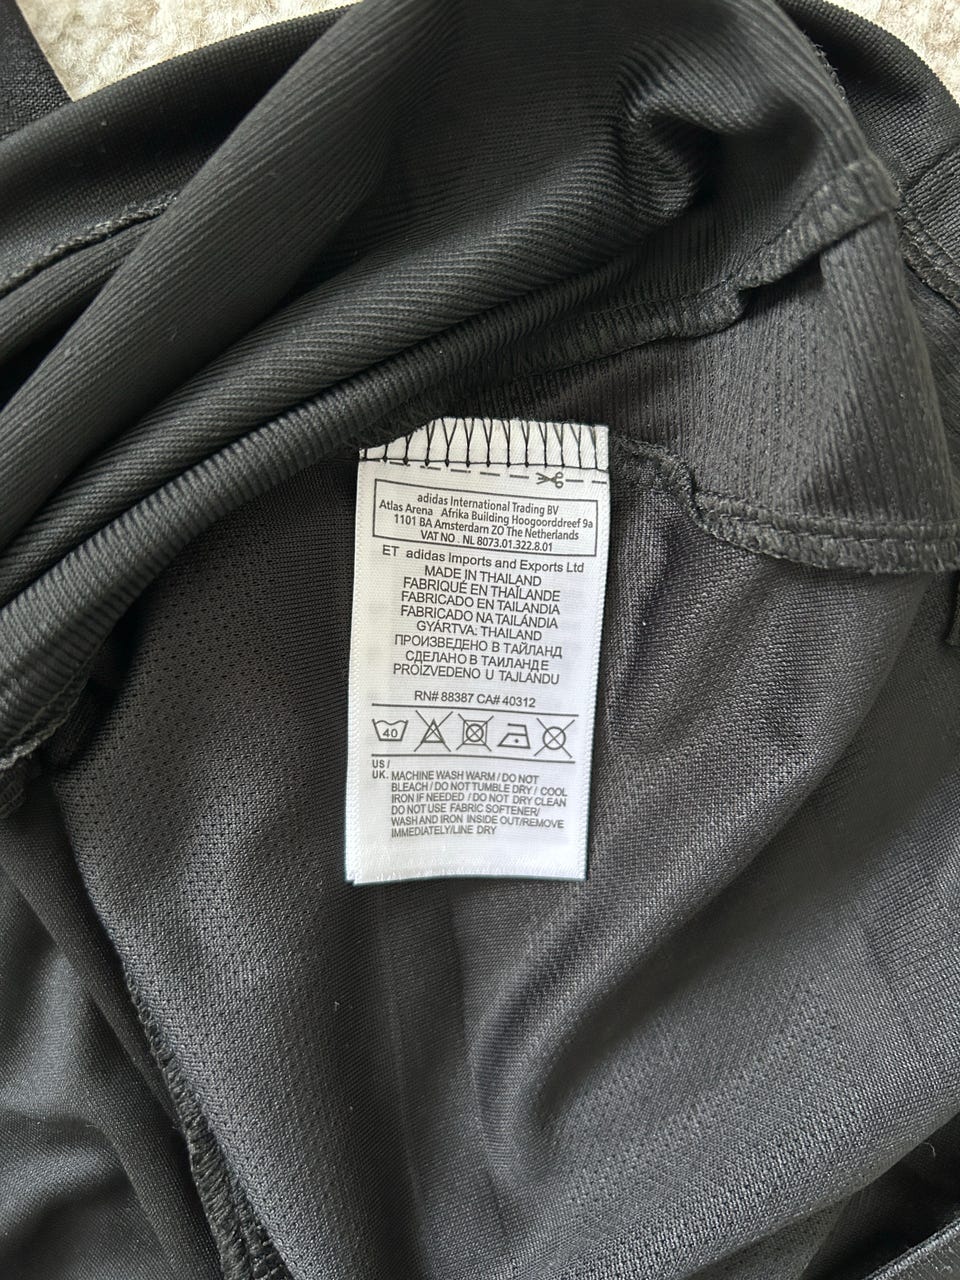 adidas International Trading BV
Atlas Arena Afrika Building Hoogoorddreef 9a
1101 BA Amsterdam ZO The Netherlands
VAT NO . NL 8073.01.322.8.01
ET adidas Imports and Exports Ltd
MADE IN THAILAND
FABRIQUÉ EN THAÏLANDE
FABRICADO EN TAILANDIA
FABRICADO NA TAILÂNDIA
GYÁRTVA: THAILAND
ПРОИЗВЕДЕНО В ТАЙЛАНД
СДЕЛАНО В ТАИЛАНДЕ
PROIZVEDENO U TAJLANDU
RN# 88387 CA# 40312
40
US /
UK. MACHINE WASH WARM / DO NOT
BLEACH / DO NOT TUMBLE DRY / COOL
IRON IF NEEDED / DO NOT DRY CLEAN
DO NOT USE FABRIC SOFTENER/
WASH AND IRON INSIDE OUT/REMOVE
IMMEDIATELY/LINE DRY